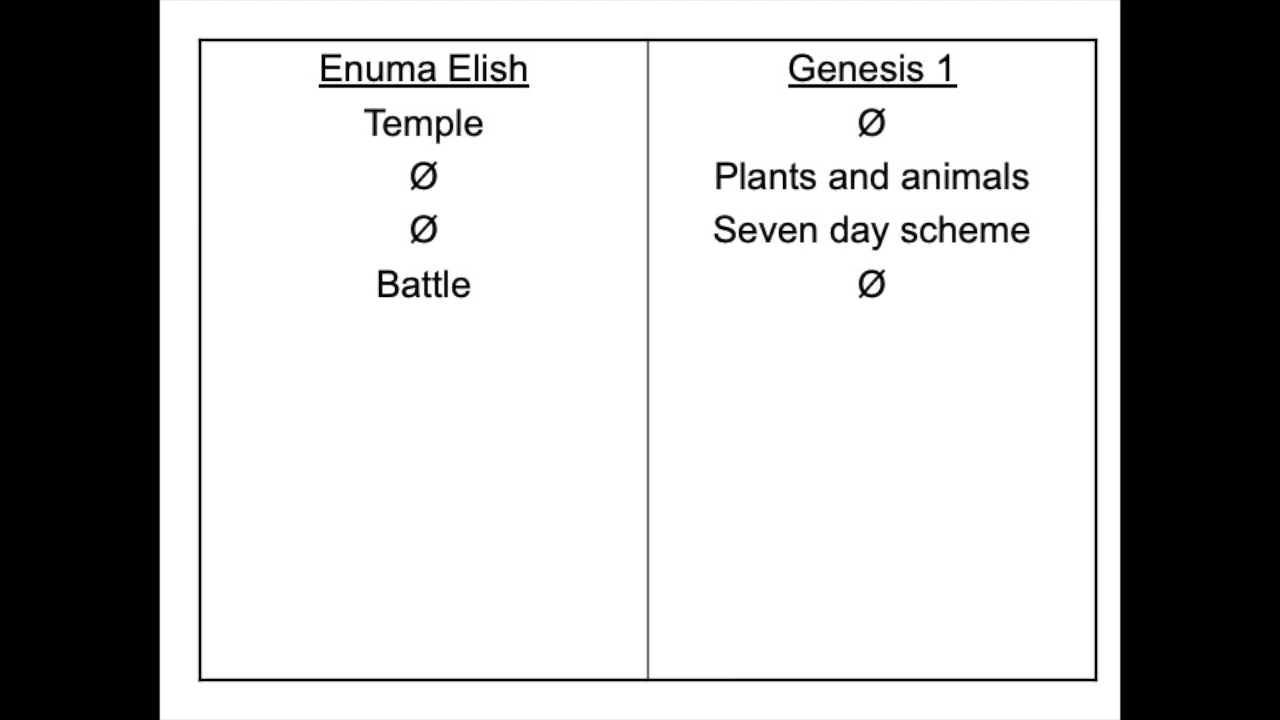 Enuma Elish Genesis 1
Temple Ø
Ø Plants and animals
Ø Seven day scheme
Battle Ø